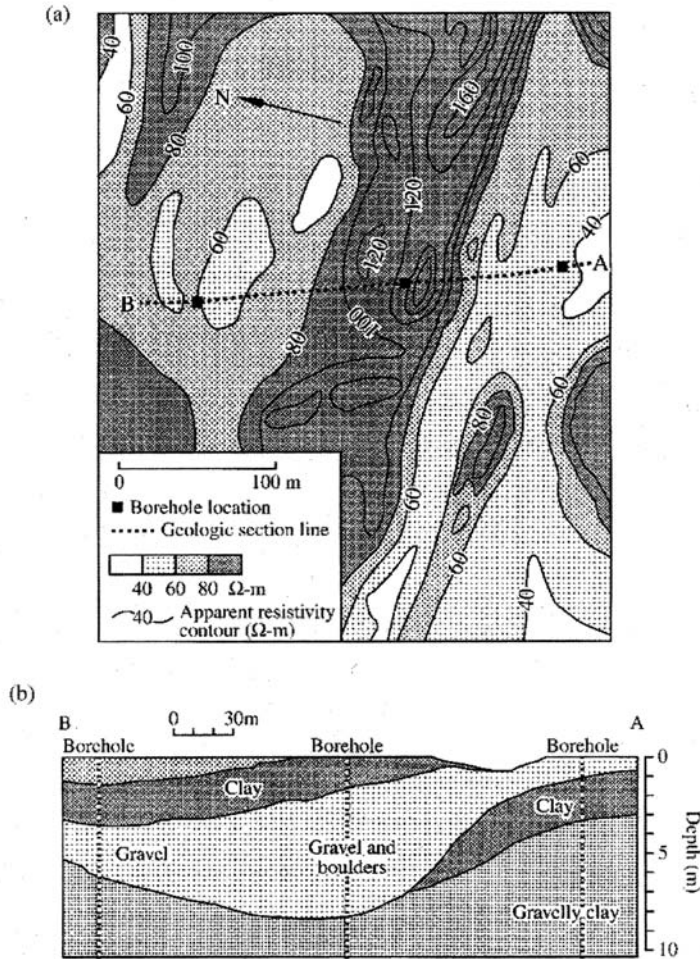 (a)
40
60
100
80
N
160
120
60
40
60
120
B
A
100
80
60
80
60
60
40
0 100 m
Borehole location
Geologic section line
40 60 80 Ω-m
40 Apparent resistivity
contour (Ω-m)
(b)
B 0 30m A
Borehole Borehole Borehole
0
Clay
Clay
Gravel
Gravel and
boulders
5
Gravelly clay
10
Depth (m)